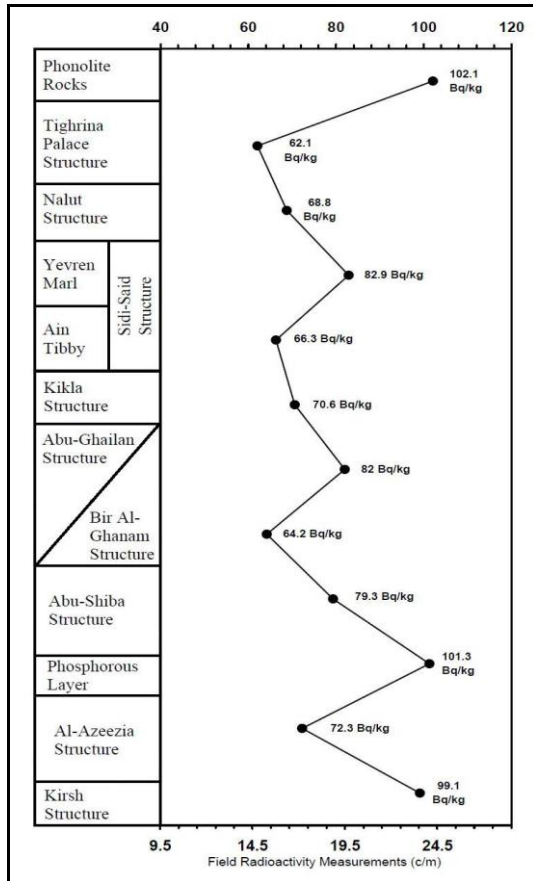 40 60 80 100 120
Phonolite
Rocks
102.1
Bq/kg
Tighrina
Palace
Structure
62.1
Bq/kg
Nalut
Structure
68.8
Bq/kg
Yevren
Marl
82.9 Bq/kg
Sidi-Said
Structure
Ain
Tibby
66.3 Bq/kg
Kikla
Structure
70.6 Bq/kg
Abu-Ghailan
Structure
82 Bq/kg
Bir Al-
Ghanam
Structure
64.2 Bq/kg
Abu-Shiba
Structure
79.3 Bq/kg
Phosphorous
Layer
101.3
Bq/kg
Al-Azeezia
Structure
72.3 Bq/kg
Kirsh
Structure
99.1
Bq/kg
9.5 14.5 19.5 24.5
Field Radioactivity Measurements (c/m)